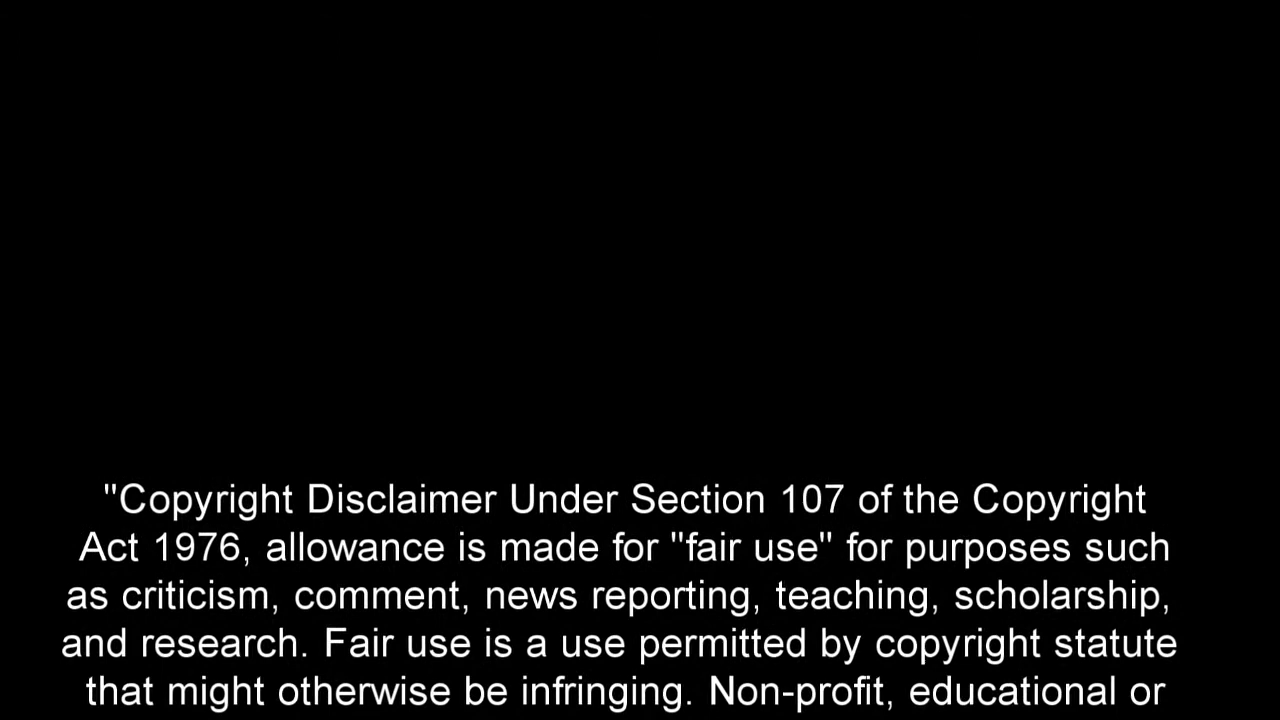 "Copyright Disclaimer Under Section 107 of the Copyright
Act 1976, allowance is made for "fair use" for purposes such
as criticism, comment, news reporting, teaching, scholarship,
and research. Fair use is a use permitted by copyright statute
that might otherwise be infringing. Non-profit, educational or